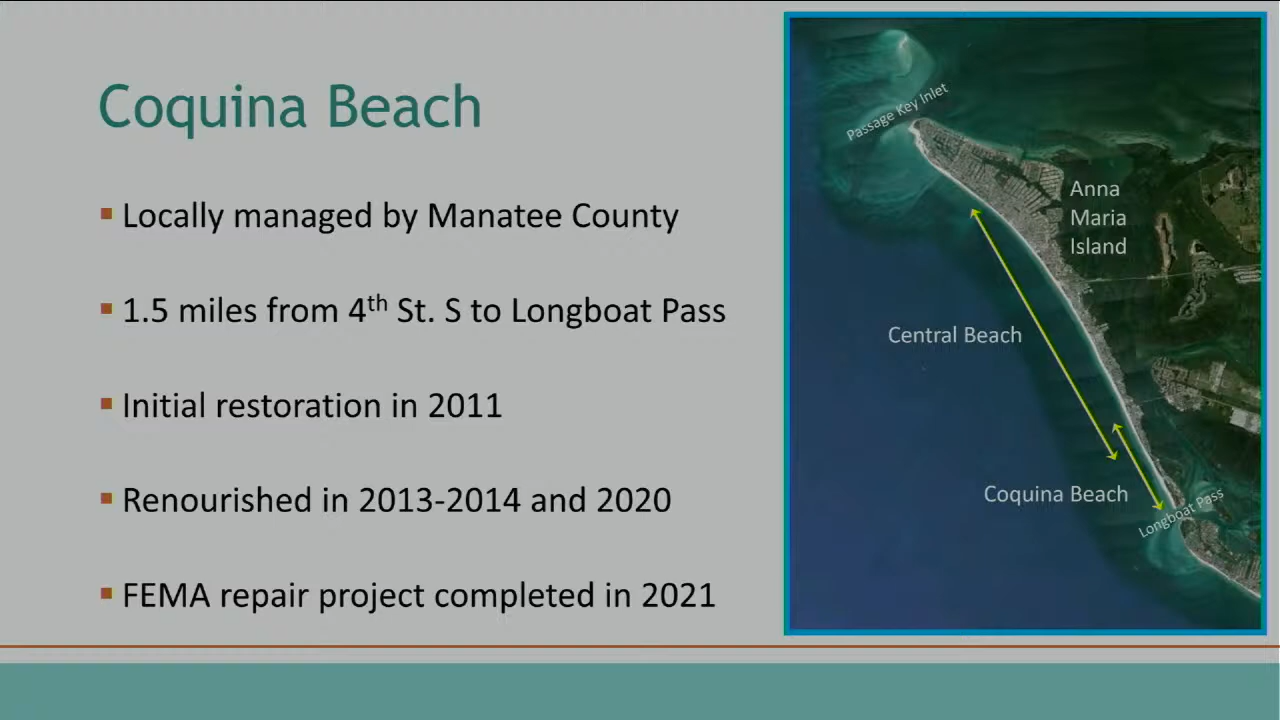 Coquina Beach
Locally managed by Manatee County
1.5 miles from 4th St. S to Longboat Pass
Initial restoration in 2011
Renourished in 2013-2014 and 2020
FEMA repair project completed in 2021
Passage Key Inlet
Anna
Maria
Island
Central Beach
Coquina Beach
Longboat Pass